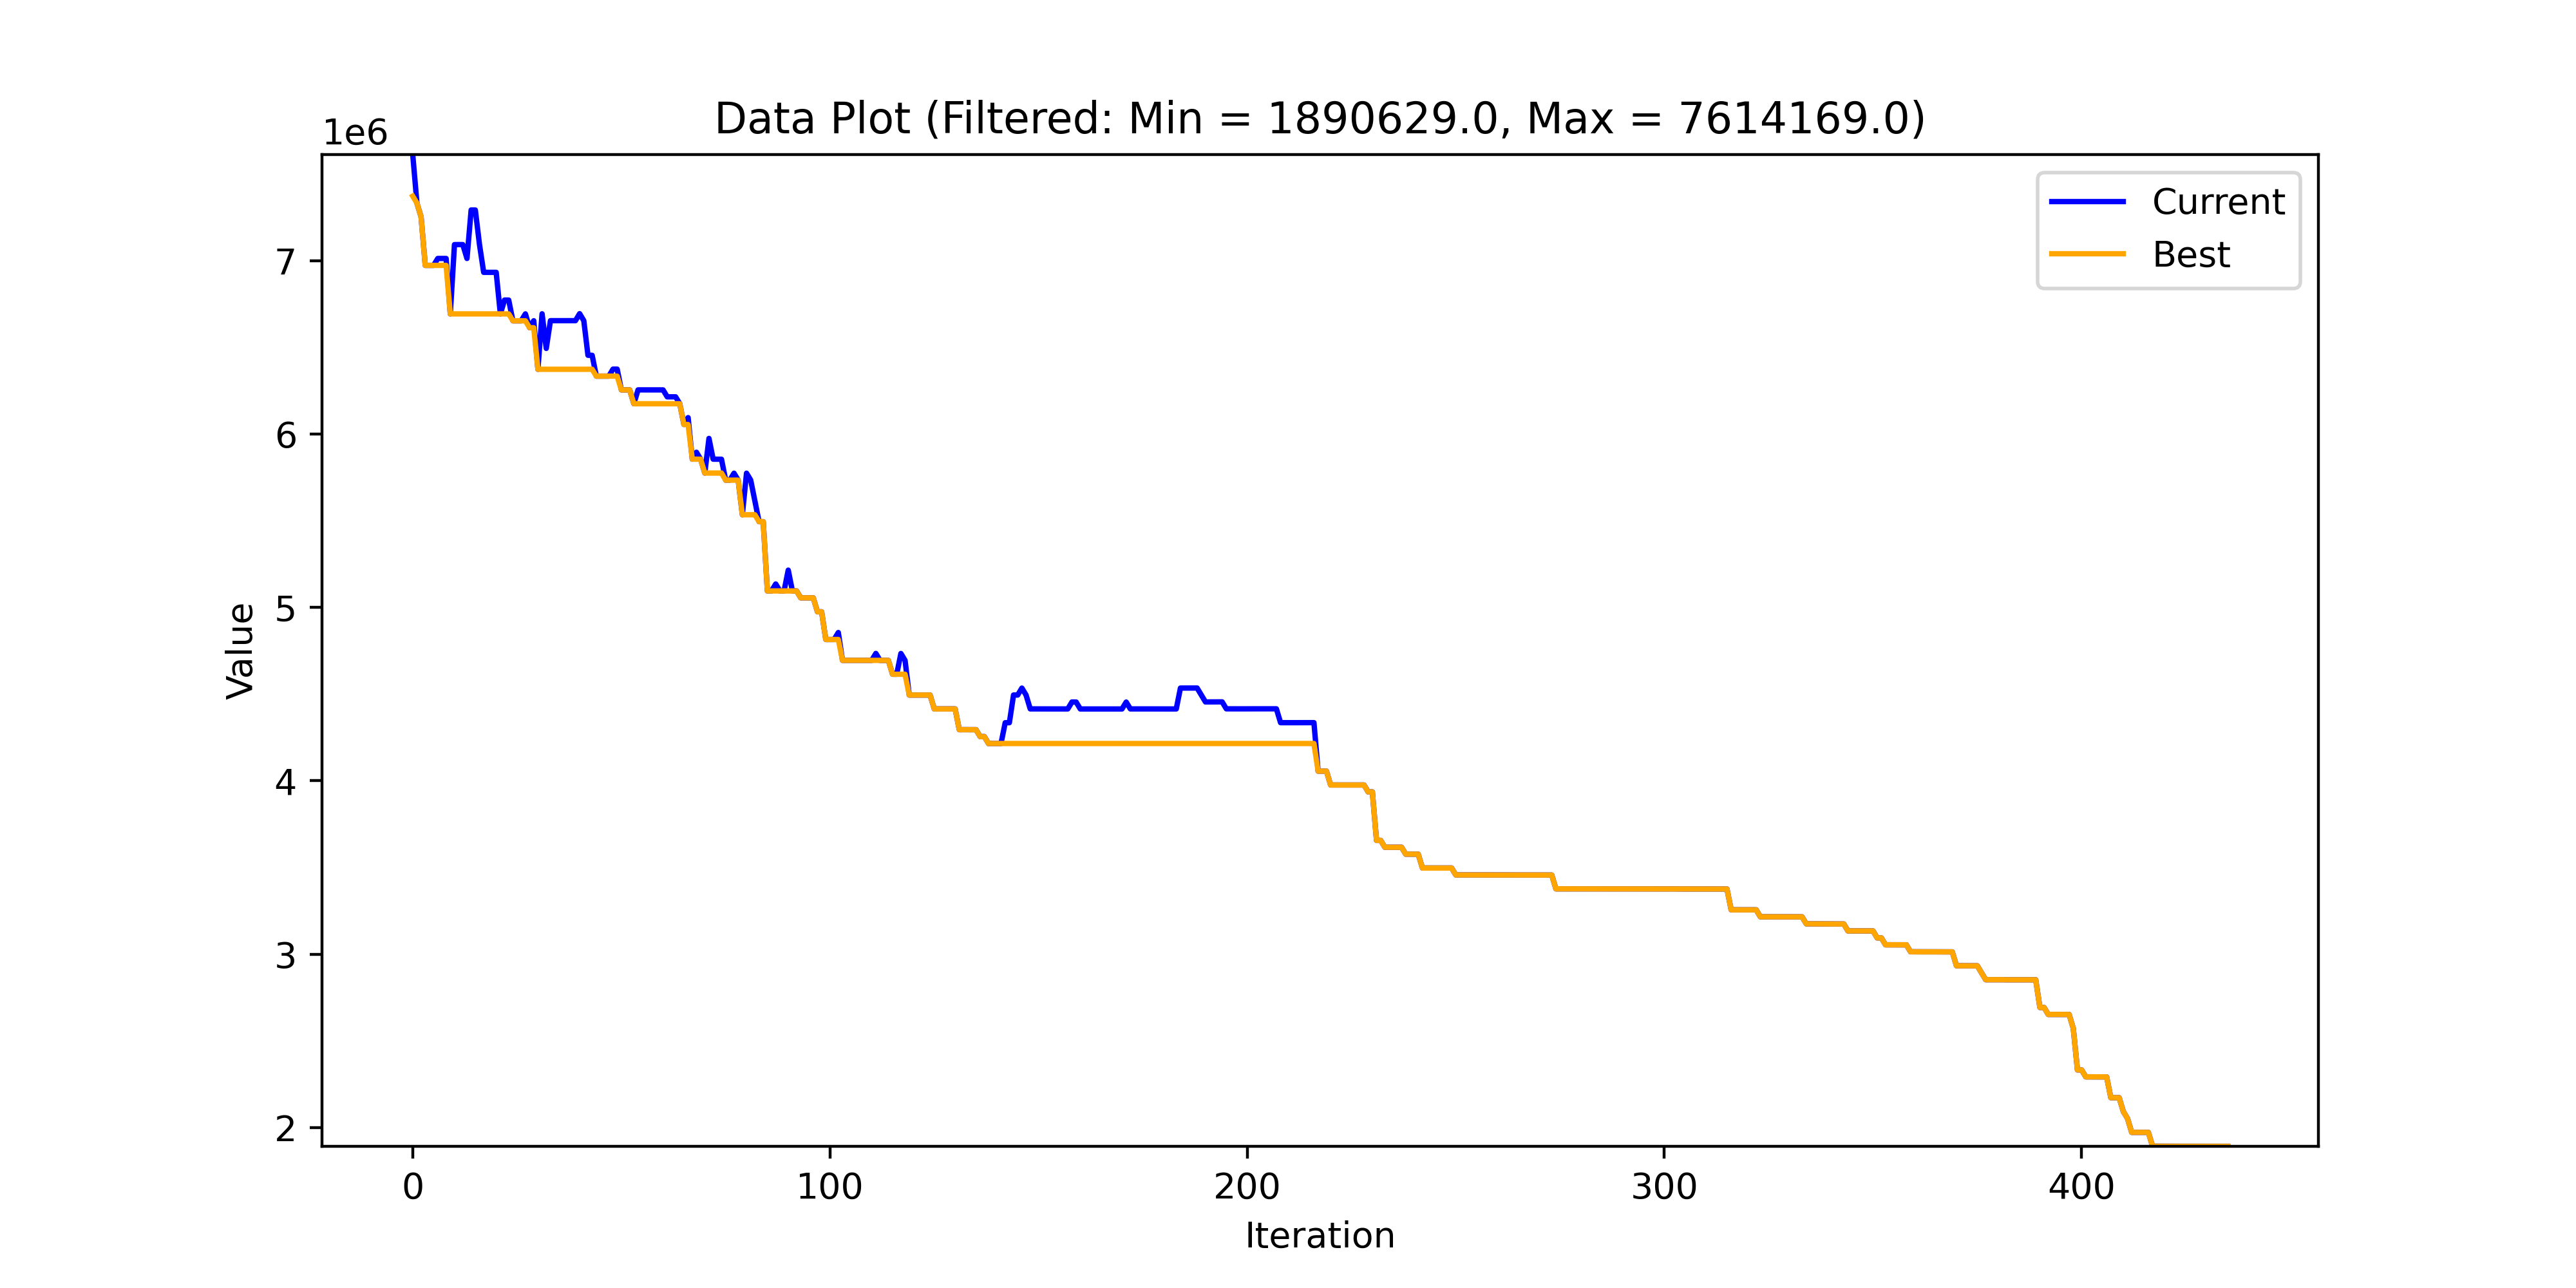 Data Plot (Filtered: Min = 1890629.0, Max = 7614169.0)
1e6
Current
Best
7
6
5
4
3
2
Value
0 100 200 300 400
Iteration